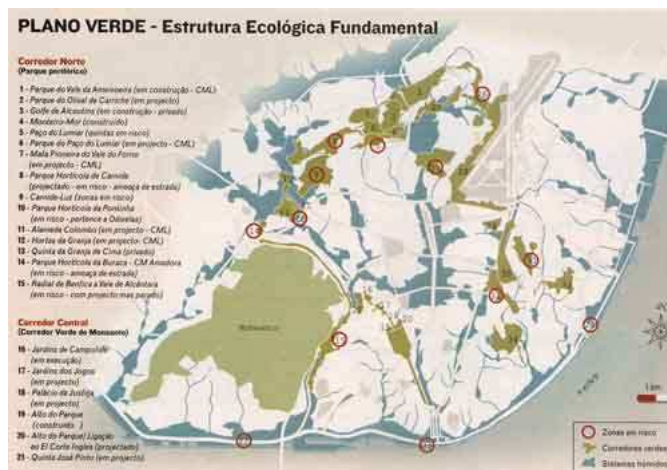 PLANO VERDE - Estrutura Ecológica Fundamental
Corredor Norte
(Parque periférico)
1 - Parque do Vale da Ameixoeira (em construção - CML)
2 - Parque do Olival de Carriche (em projecto)
3 - Golfe de Alcoutins (em construção - privado)
4 - Monteiro-Mor (construído)
5 - Paço do Lumiar (quintas em risco)
6 - Parque do Paço do Lumiar (em projecto - CML)
7 - Mata Pioneira do Vale do Forno
(em projecto - CML)
8 - Parque Hortícola de Carnide
(projectado - em risco - ameaça de estrada)
9 - Carnide-Luz (zonas em risco)
10 - Parque Hortícola da Pontinha
(em risco - pertence a Odivelas)
11 - Alameda Colombo (em projecto - CML)
12 - Hortas da Granja (em projecto- CML)
13 - Quinta da Granja de Cima (privado)
14 - Parque Hortícola da Buraca - CM Amadora
(em risco - ameaça de estrada)
15 - Radial de Benfica a Vale de Alcântara
(em risco - com projecto mas parado)
Corredor Central
(Corredor Verde de Monsanto)
16 - Jardins de Campolide
(em execução)
17 - Jardins dos Jogos
(em projecto)
18 - Palácio da Justiça
(em projecto)
19 - Alto do Parque
(construído)
20 - Alto do Parque/ Ligação
ao El Corte Ingles (projectado)
21 - Quinta José Pinto (em projecto)
Monsanto
1 km
Zonas em risco
Corredores verdes
Sistemas húmidos